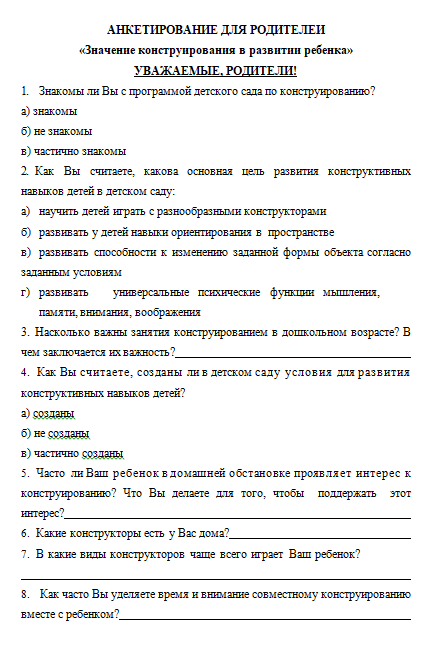 АНКЕТИРОВАНИЕ ДЛЯ РОДИТЕЛЕЙ
«Значение конструирования в развитии ребенка»
УВАЖАЕМЫЕ, РОДИТЕЛИ!
1. Знакомы ли Вы с программой детского сада по конструированию?
а) знакомы
б) не знакомы
в) частично знакомы
2. Как Вы считаете, какова основная цель развития конструктивных
навыков детей в детском саду:
а) научить детей играть с разнообразными конструкторами
б) развивать у детей навыки ориентирования в пространстве
в) развивать способности к изменению заданной формы объекта согласно
заданным условиям
г) развивать универсальные психические функции мышления,
памяти, внимания, воображения
3. Насколько важны занятия конструированием в дошкольном возрасте? В
чем заключается их важность?
4. Как Вы считаете, созданы ли в детском саду условия для развития
конструктивных навыков детей?
а) созданы
б) не созданы
в) частично созданы
5. Часто ли Ваш ребенок в домашней обстановке проявляет интерес к
конструированию? Что Вы делаете для того, чтобы поддержать этот
интерес?
6. Какие конструкторы есть у Вас дома?
7. В какие виды конструкторов чаще всего играет Ваш ребенок?
8. Как часто Вы уделяете время и внимание совместному конструированию
вместе с ребенком?